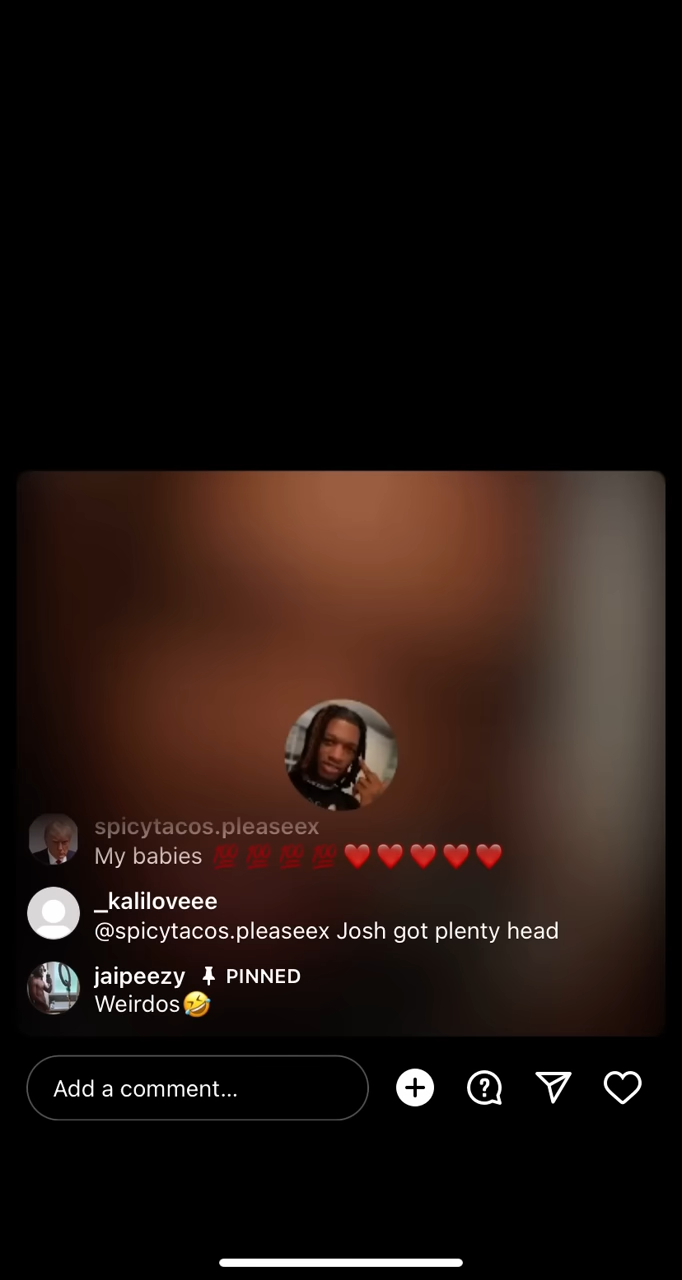 spicytacos.pleaseex
My babies 💯💯💯💯❤️❤️❤️❤️❤️
_kaliloveee
@spicytacos.pleaseex Josh got plenty head
jaipeezy PINNED
Weirdos🤣
Add a comment...